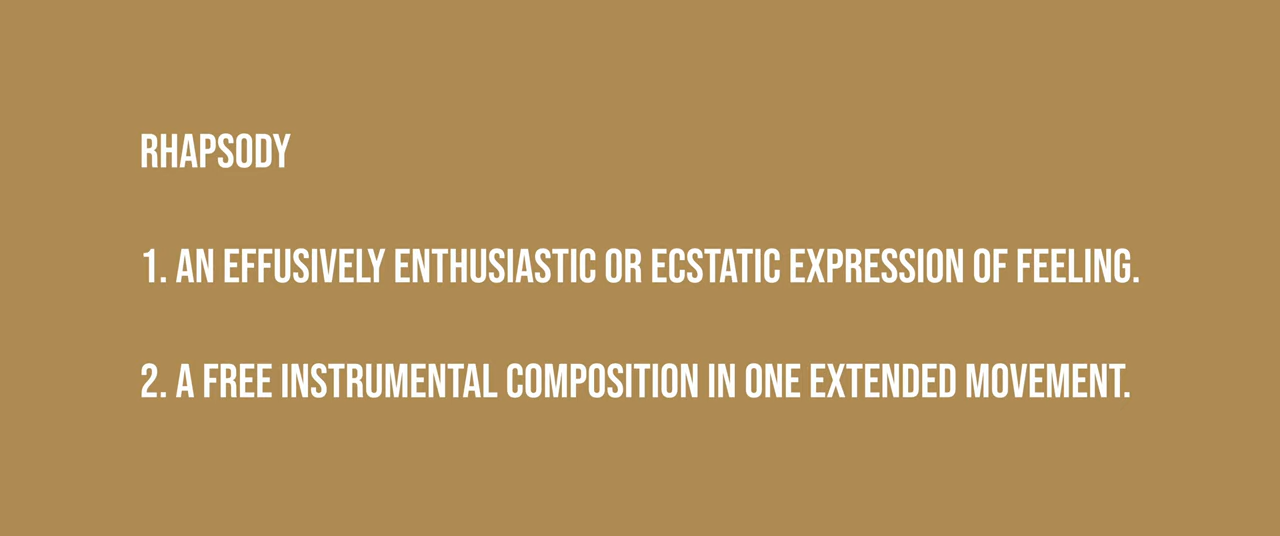 RHAPSODY
1. AN EFFUSIVELY ENTHUSIASTIC OR ECSTATIC EXPRESSION OF FEELING.
2. A FREE INSTRUMENTAL COMPOSITION IN ONE EXTENDED MOVEMENT.